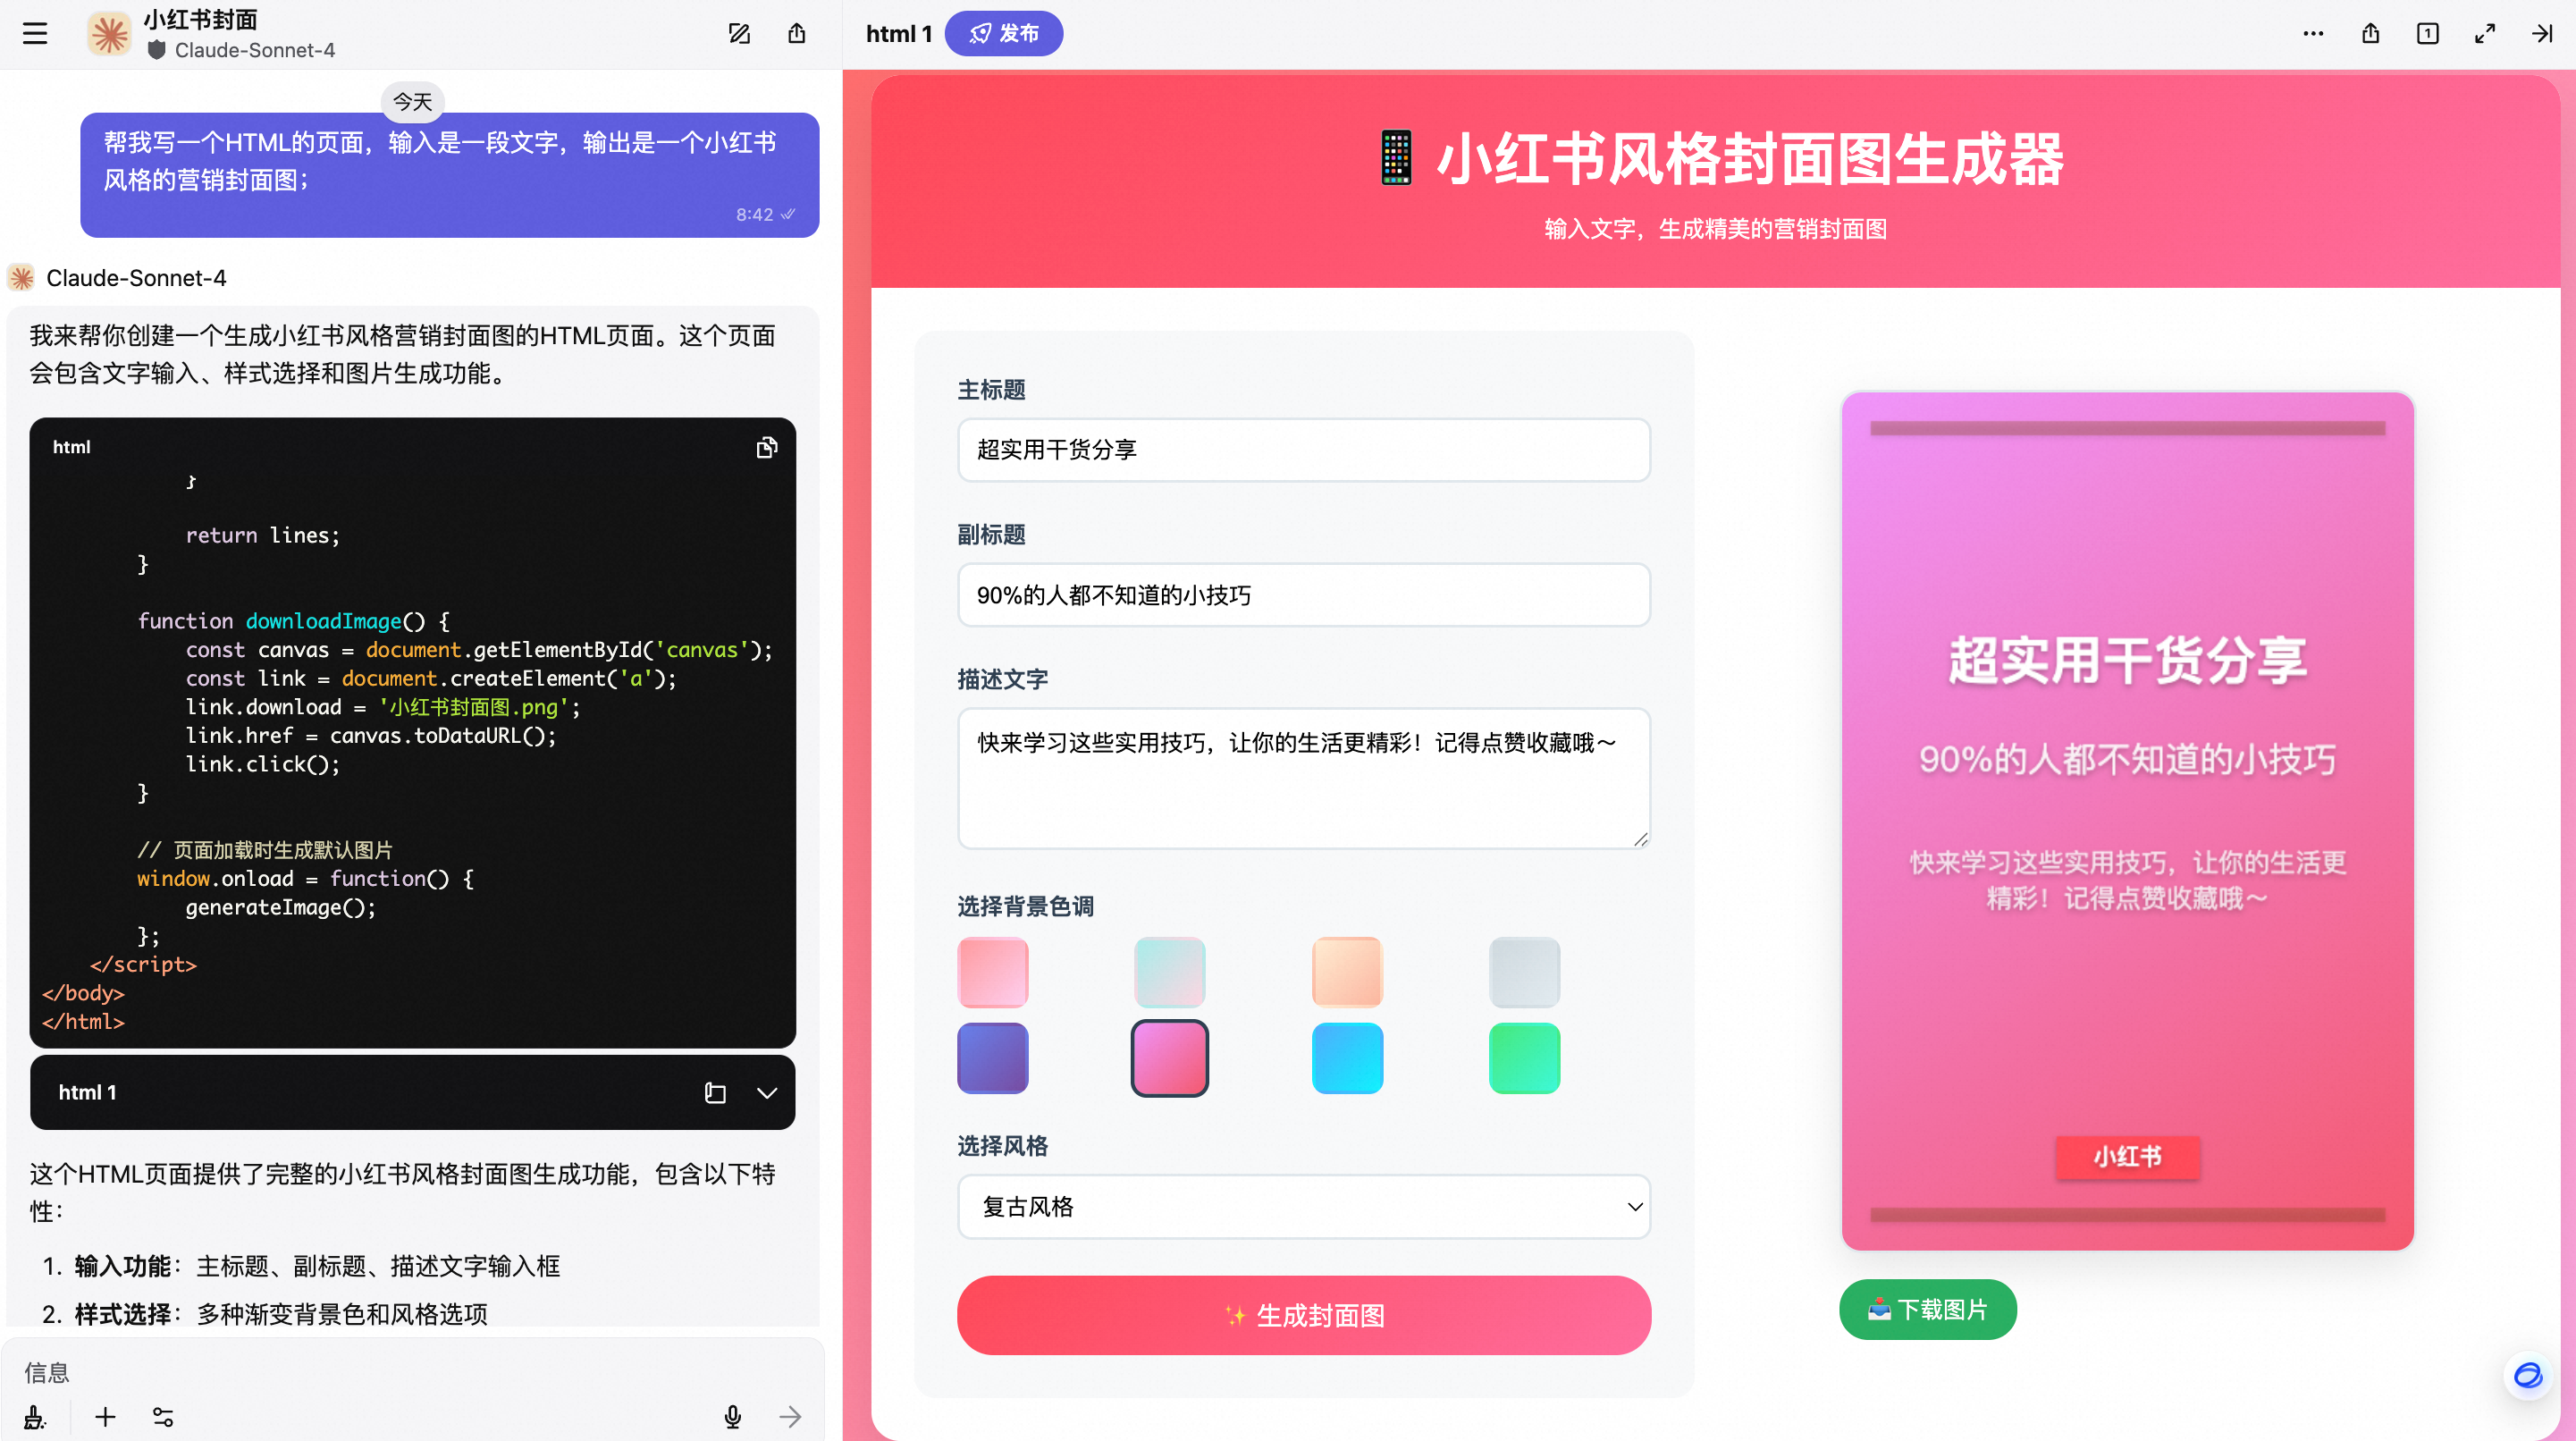 小红书封面
Claude-Sonnet-4
今天
帮我写一个HTML的页面，输入是一段文字，输出是一个小红书
风格的营销封面图；
8:42
Claude-Sonnet-4
我来帮你创建一个生成小红书风格营销封面图的HTML页面。这个页面
会包含文字输入、样式选择和图片生成功能。
html
}
return lines;
}
function downloadImage() {
const canvas = document.getElementById('canvas');
const link = document.createElement('a');
link.download = '小红书封面图.png';
link.href = canvas.toDataURL();
link.click();
}
// 页面加载时生成默认图片
window.onload = function() {
generateImage();
};
</script>
</body>
</html>
html 1
这个HTML页面提供了完整的小红书风格封面图生成功能，包含以下特
性：
1. 输入功能：主标题、副标题、描述文字输入框
2. 样式选择：多种渐变背景色和风格选项
信息
html 1
发布
1
📱 小红书风格封面图生成器
输入文字，生成精美的营销封面图
主标题
超实用干货分享
副标题
90%的人都不知道的小技巧
描述文字
快来学习这些实用技巧，让你的生活更精彩！记得点赞收藏哦～
选择背景色调
选择风格
复古风格
✨ 生成封面图
超实用干货分享
90%的人都不知道的小技巧
快来学习这些实用技巧，让你的生活更
精彩！记得点赞收藏哦～
小红书
📥 下载图片